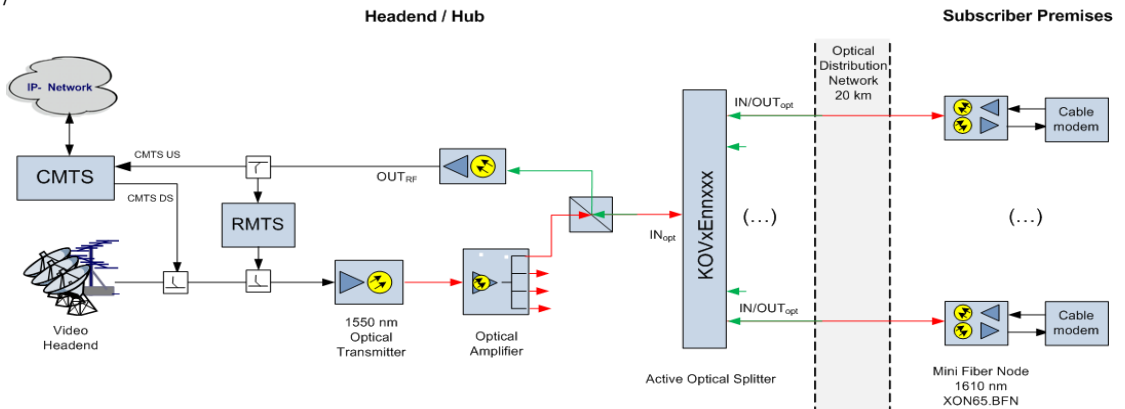 )
Headend / Hub
Subscriber Premises
IP- Network
Optical
Distribution
Network
20 km
IN/OUTopt
Cable
modem
CMTS US
CMTS
OUTRF
CMTS DS
RMTS
INopt
KOVxEnnxxx
(...)
(...)
IN/OUTopt
Cable
modem
Video
Headend
1550 nm
Optical
Transmitter
Optical
Amplifier
Active Optical Splitter
Mini Fiber Node
1610 nm
XON65.BFN